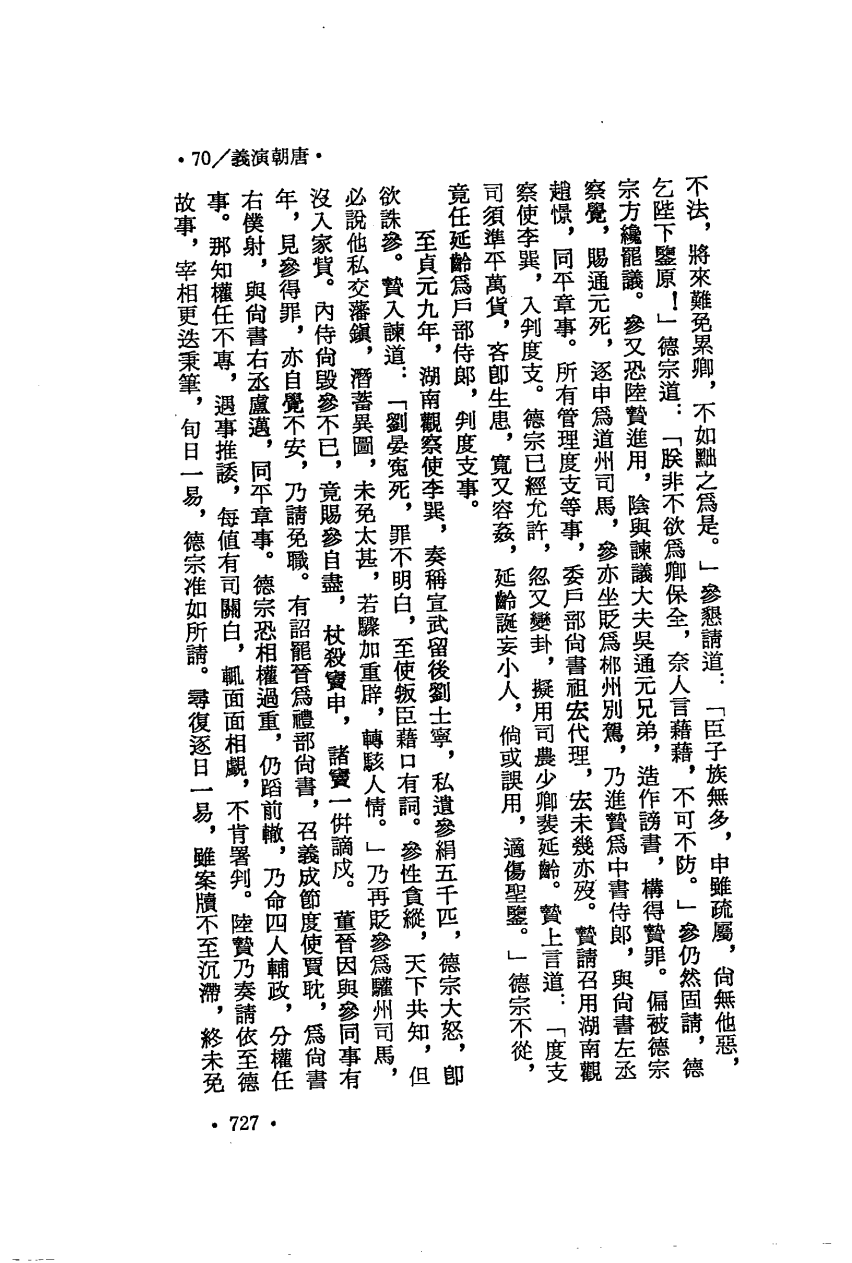 •唐朝演義／70•
不法，將來難免累卿，不如黜之爲是。」參懇請道：「臣子族無多，申雖疏屬，尙無他惡，
乞陛下鑒原！」德宗道：「朕非不欲爲卿保全，奈人言藉藉，不可不防。」參仍然固請，德
宗方纔罷議。參又恐陸贄進用，陰與諫議大夫吳通元兄弟，造作謗書，構得贄罪。偏被德宗
察覺，賜通元死，逐申爲道州司馬，參亦坐貶爲郴州別駕，乃進贄爲中書侍郎，與尙書左丞
趙憬，同平章事。所有管理度支等事，委戶部尙書祖宏代理，宏未幾亦歿。贄請召用湖南觀
察使李巽，入判度支。德宗已經允許，忽又變卦，擬用司農少卿裴延齡。贄上言道：「度支
司須準平萬貨，吝卽生患，寬又容姦，延齡誕妄小人，倘或誤用，適傷聖鑒。」德宗不從，
竟任延齡爲戶部侍郎，判度支事。
至貞元九年，湖南觀察使李巽，奏稱宣武留後劉士寧，私遺參絹五千匹，德宗大怒，卽
欲誅參。贄入諫道：「劉晏寃死，罪不明白，至使叛臣藉口有詞。參性貪縱，天下共知，但
必說他私交藩鎭，潛蓄異圖，未免太甚，若驟加重辟，轉駭人情。」乃再貶參爲驩州司馬，
沒入家貲。內侍尙毀參不已，竟賜參自盡，杖殺竇申，諸竇一倂謫戍。董晉因與參同事有
年，見參得罪，亦自覺不安，乃請免職。有詔罷晉爲禮部尙書，召義成節度使賈耽，爲尙書
右僕射，與尙書右丞盧邁，同平章事。德宗恐相權過重，仍蹈前轍，乃命四人輔政，分權任
事。那知權任不專，遇事推諉，每值有司關白，輒面面相覷，不肯署判。陸贄乃奏請依至德
故事，宰相更迭秉筆，旬日一易，德宗准如所請。尋復逐日一易，雖案牘不至沉滯，終未免
•727•